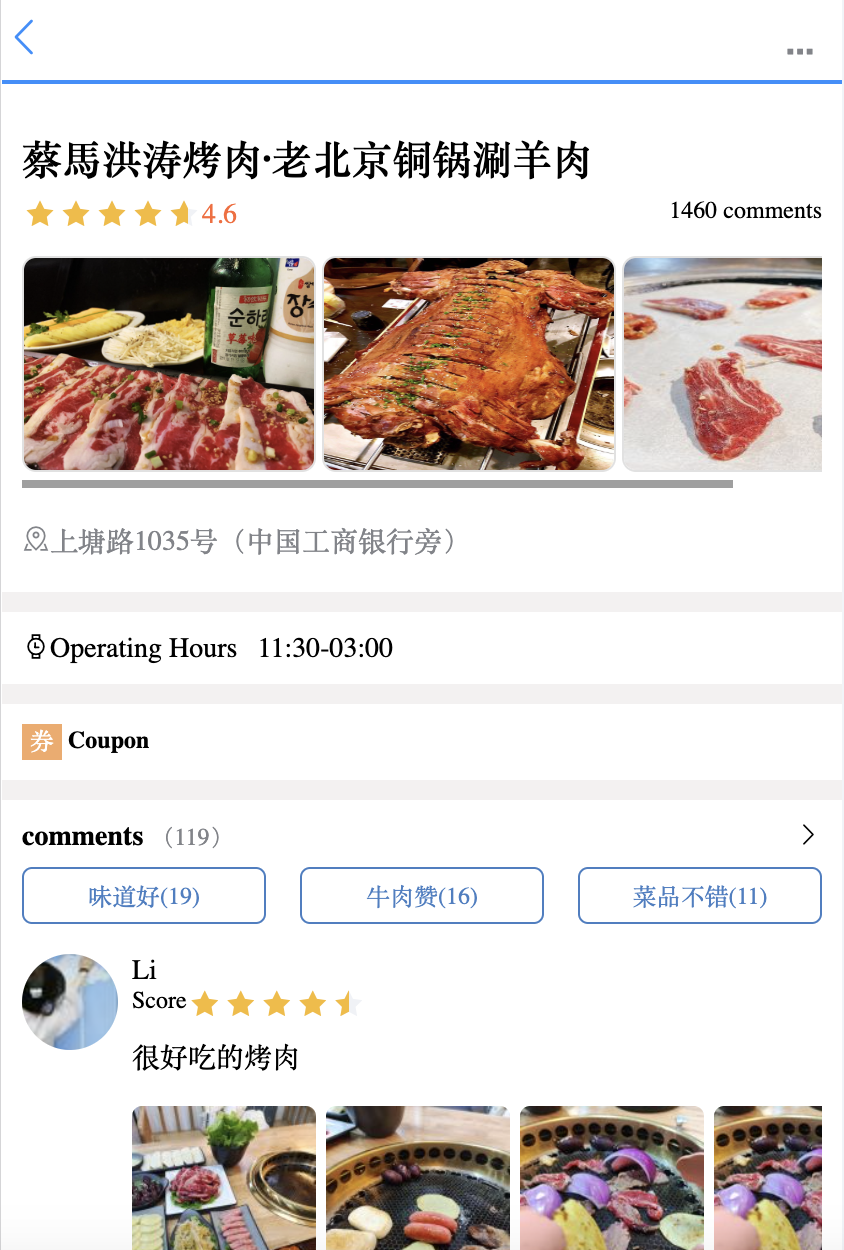 蔡馬洪涛烤肉·老北京铜锅涮羊肉
4.6
1460 comments
순하리
장수
上塘路1035号（中国工商银行旁）
Operating Hours 11:30-03:00
券 Coupon
comments （119）
味道好(19)
牛肉赞(16)
菜品不错(11)
Li
Score
很好吃的烤肉